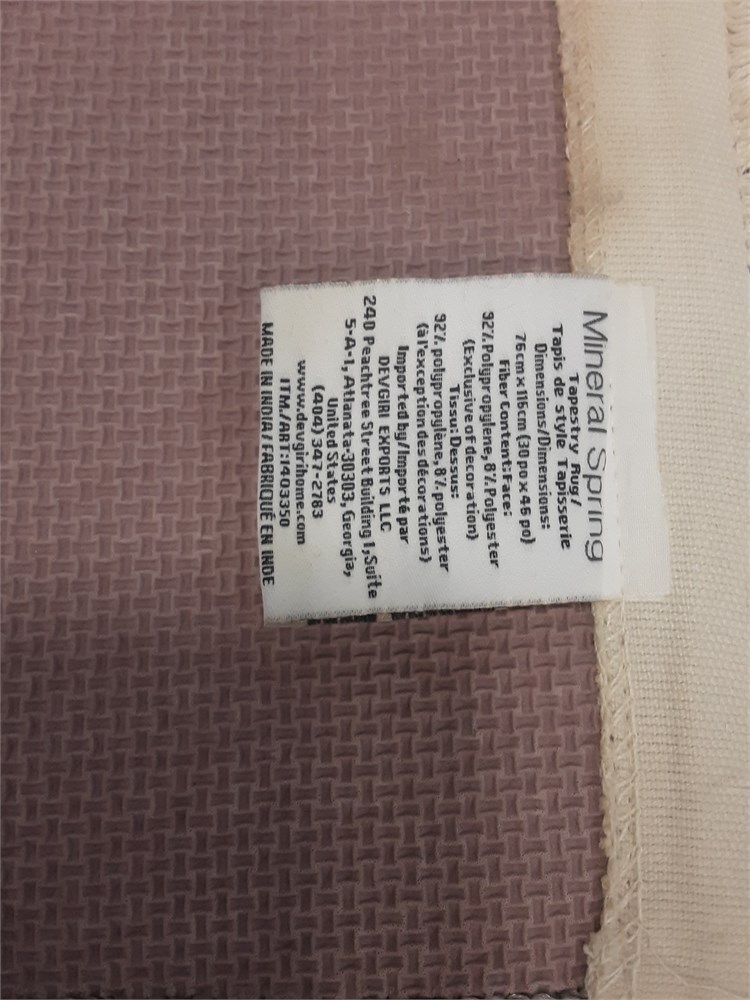 Mineral Spring
Tapestry Rug/
Tapis de style Tapisserie
Dimensions/Dimensions:
76cm x 116cm (30 po x 46 po)
Fiber Content: Face:
92% Polypropylene, 8% Polyester
(Exclusive of decoration)
Tissu: Dessus:
92% polypropylène, 8% polyester
(à l'exception des décorations)
Imported by/Importé par
DEVGIRI EXPORTS LLC
240 Peachtree Street Building 1, Suite
5-A-1, Atlanata-30303, Georgia,
United States
(404) 347-2783
www.devgirihome.com
ITM./ART:1403350
MADE IN INDIA / FABRIQUÉ EN INDE